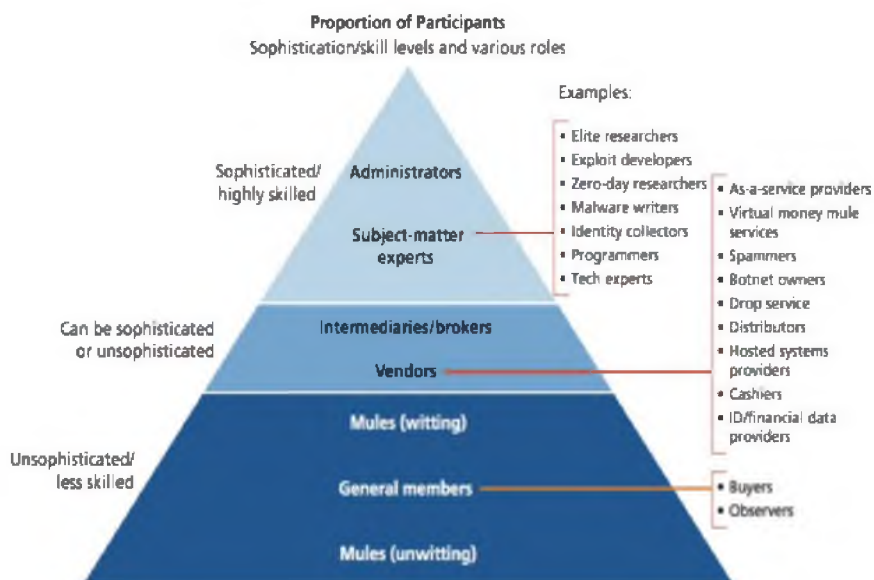 Proportion of Participants
Sophistication/skill levels and various roles
Examples:
Sophisticated/
highly skilled
Administrators
Subject-matter
experts
• Elite researchers
• Exploit developers
• Zero-day researchers
• Malware writers
• Identity collectors
• Programmers
• Tech experts
• As-a-service providers
• Virtual money mule
services
• Spammers
• Botnet owners
• Drop service
• Distributors
• Hosted systems
providers
• Cashiers
• ID/financial data
providers
Can be sophisticated
or unsophisticated
Intermediaries/brokers
Vendors
Unsophisticated/
less skilled
Mules (witting)
General members
• Buyers
• Observers
Mules (unwitting)